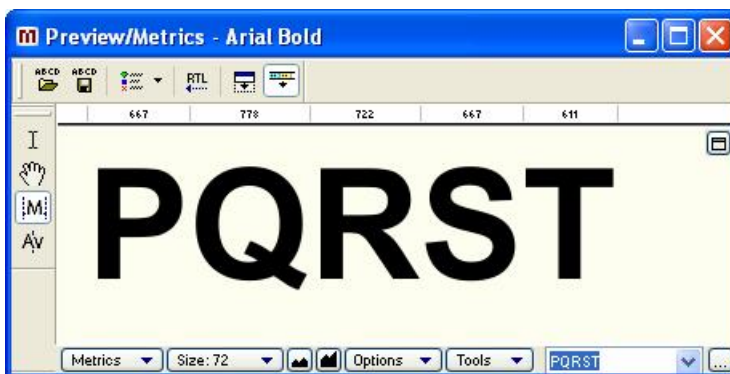 Preview/Metrics - Arial Bold
ABCD ABCD RTL
667 778 722 667 611
PQRST
M
AV
Metrics Size: 72 Options Tools PQRST ...